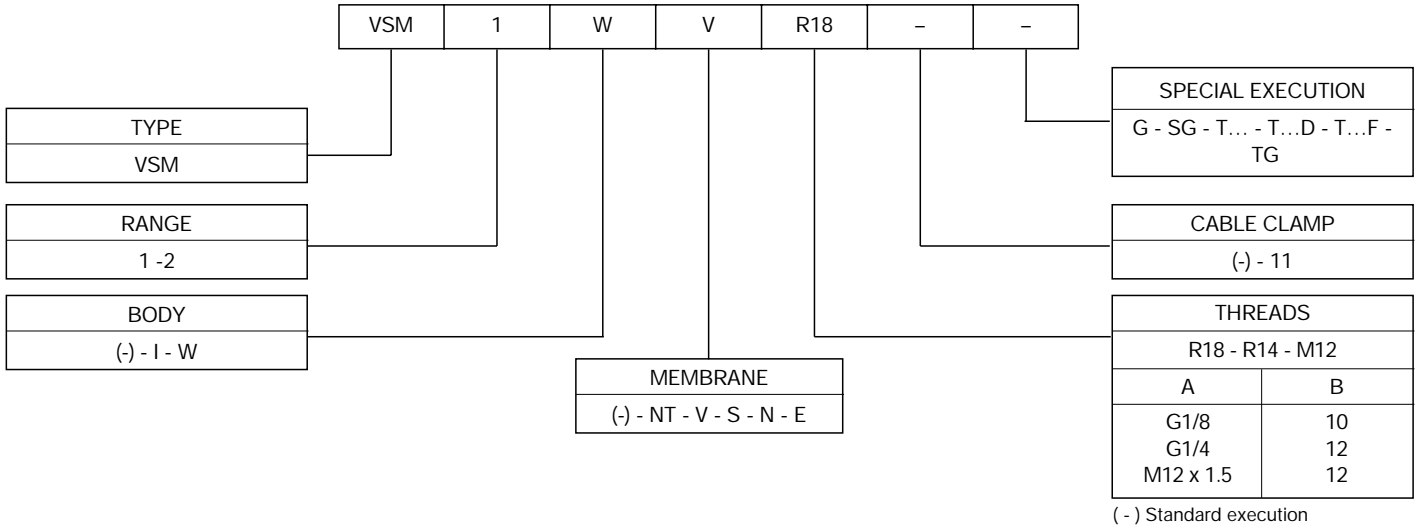 VSM 1 W V R18 – –
TYPE
VSM
RANGE
1 -2
BODY
(-) - I - W
MEMBRANE
(-) - NT - V - S - N - E
SPECIAL EXECUTION
G - SG - T… - T…D - T…F -
TG
CABLE CLAMP
(-) - 11
THREADS
R18 - R14 - M12
A B
G1/8 10
G1/4 12
M12 x 1.5 12
( - ) Standard execution